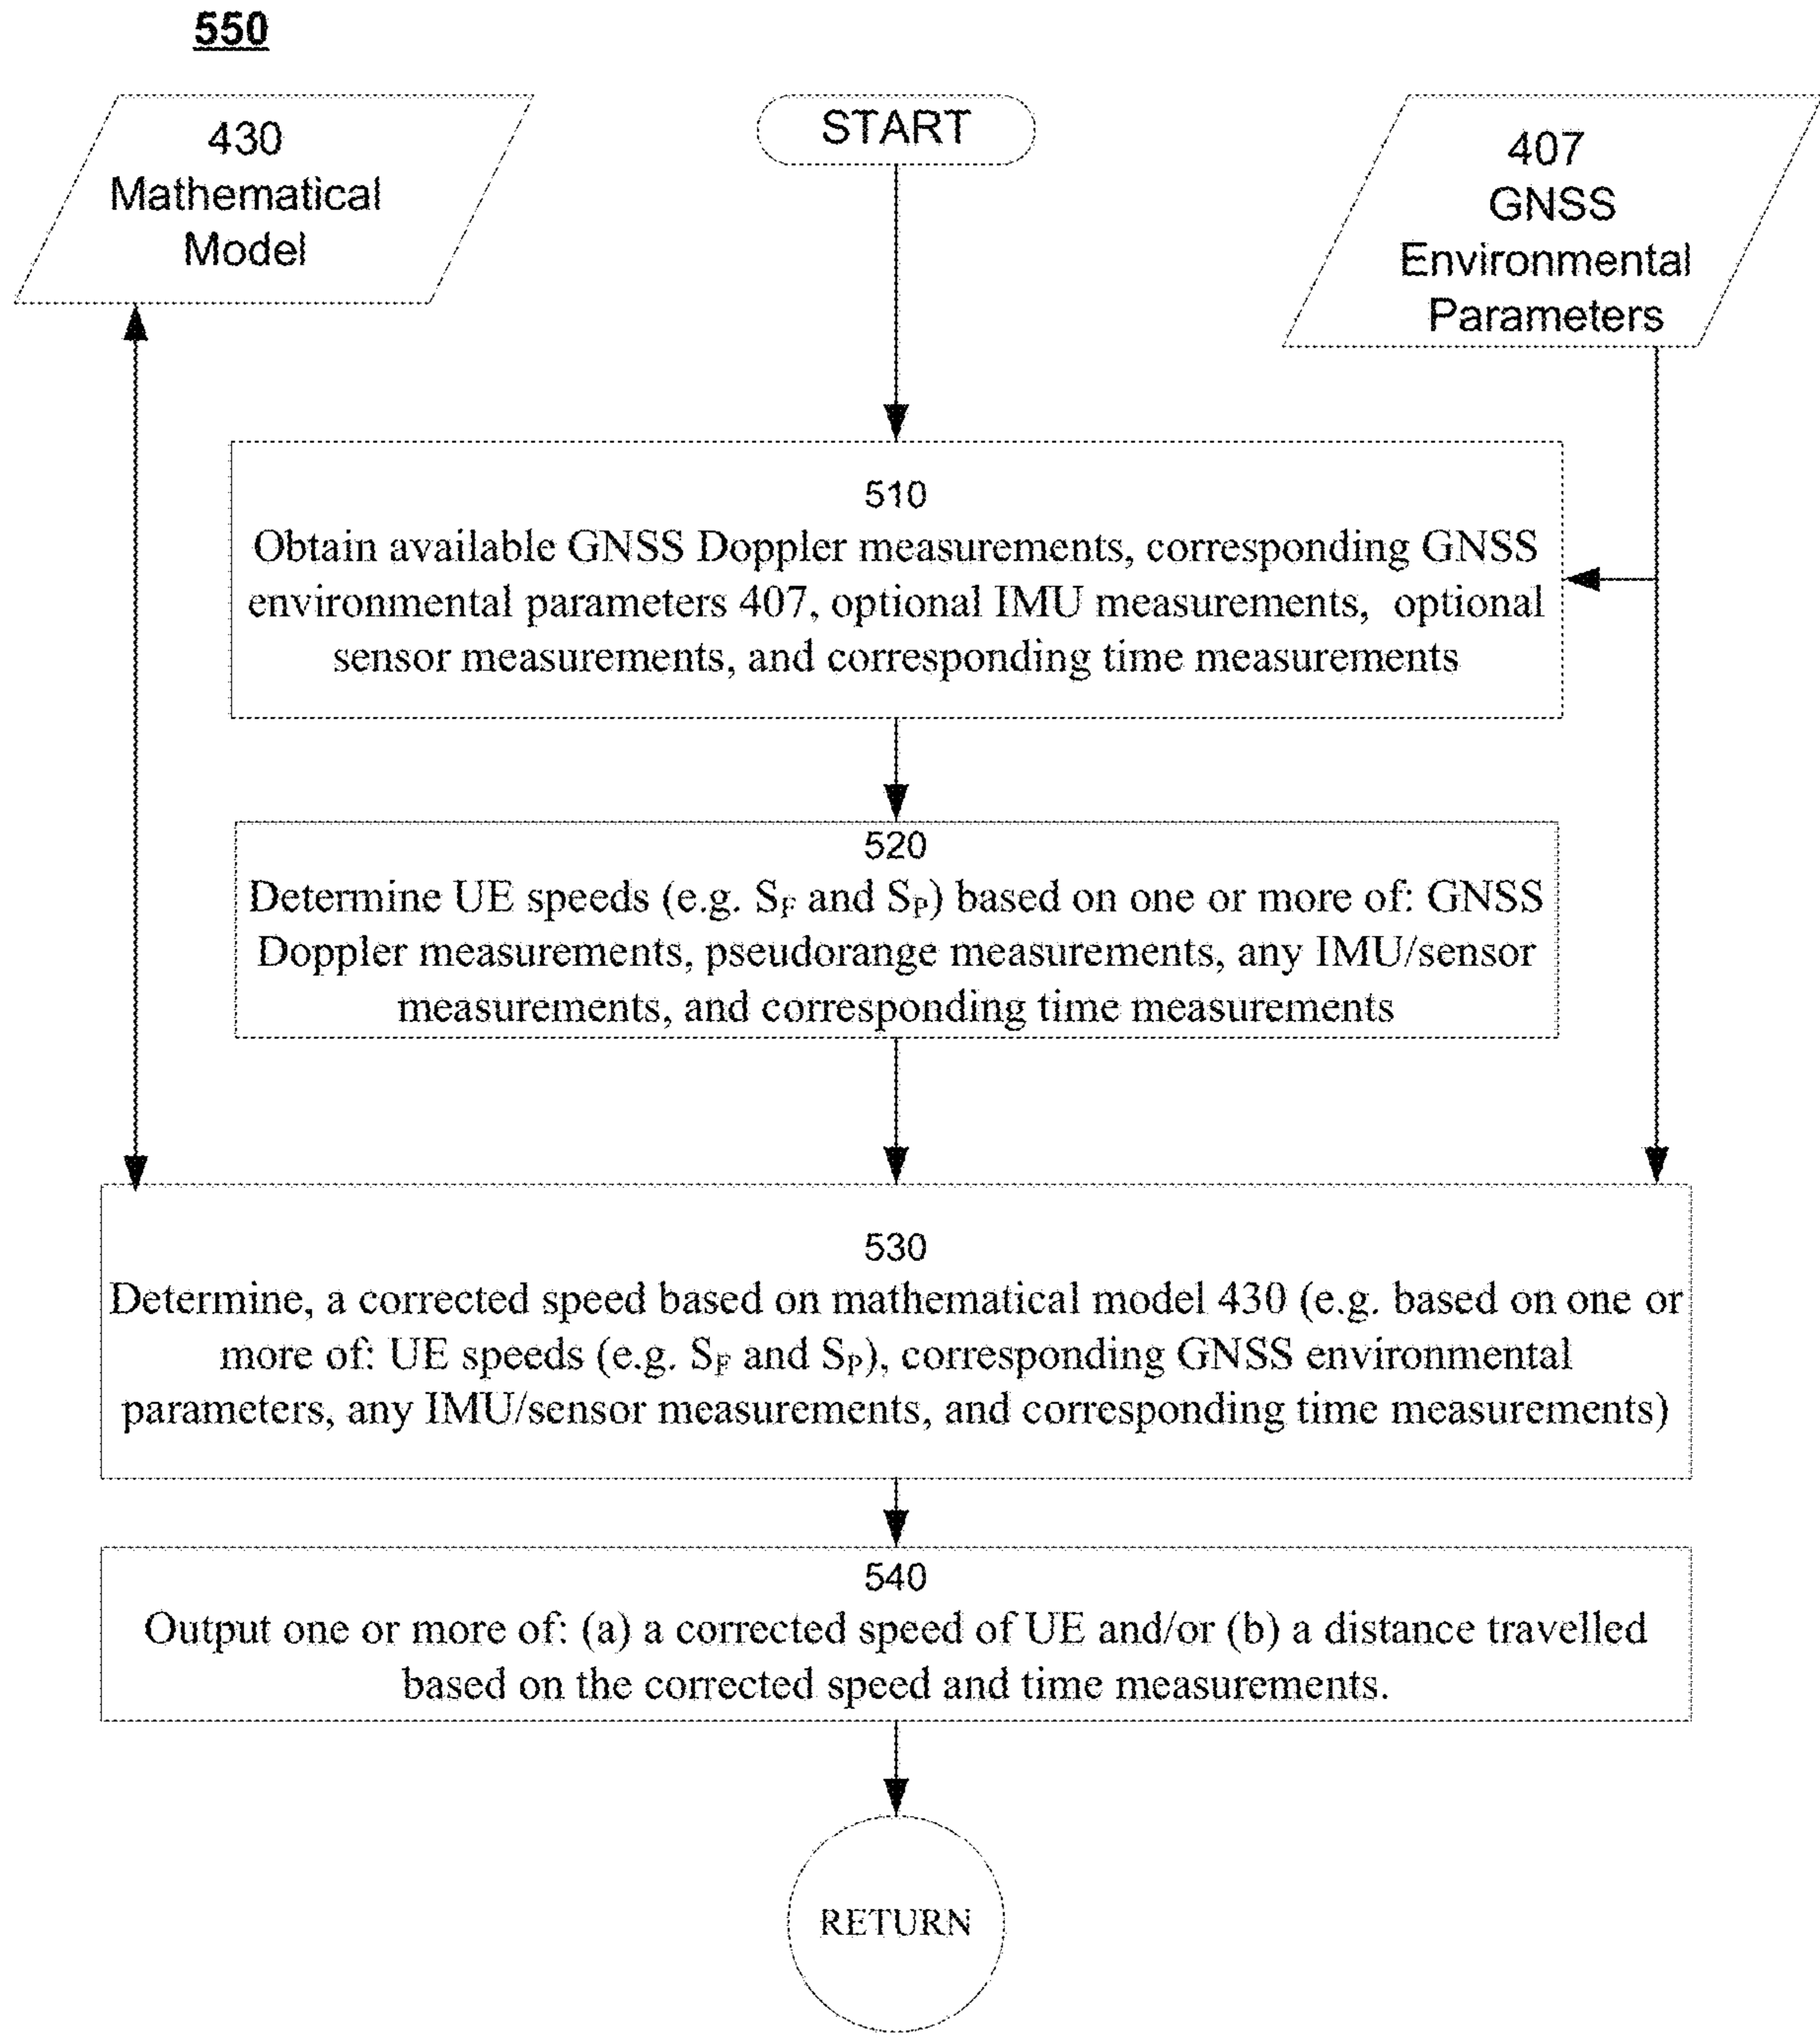 550
430
Mathematical
Model
START
407
GNSS
Environmental
Parameters
510
Obtain available GNSS Doppler measurements, corresponding GNSS
environmental parameters 407, optional IMU measurements, optional
sensor measurements, and corresponding time measurements
520
Determine UE speeds (e.g. SF and SP) based on one or more of: GNSS
Doppler measurements, pseudorange measurements, any IMU/sensor
measurements, and corresponding time measurements
530
Determine, a corrected speed based on mathematical model 430 (e.g. based on one or
more of: UE speeds (e.g. SF and SP), corresponding GNSS environmental
parameters, any IMU/sensor measurements, and corresponding time measurements)
540
Output one or more of: (a) a corrected speed of UE and/or (b) a distance travelled
based on the corrected speed and time measurements.
RETURN